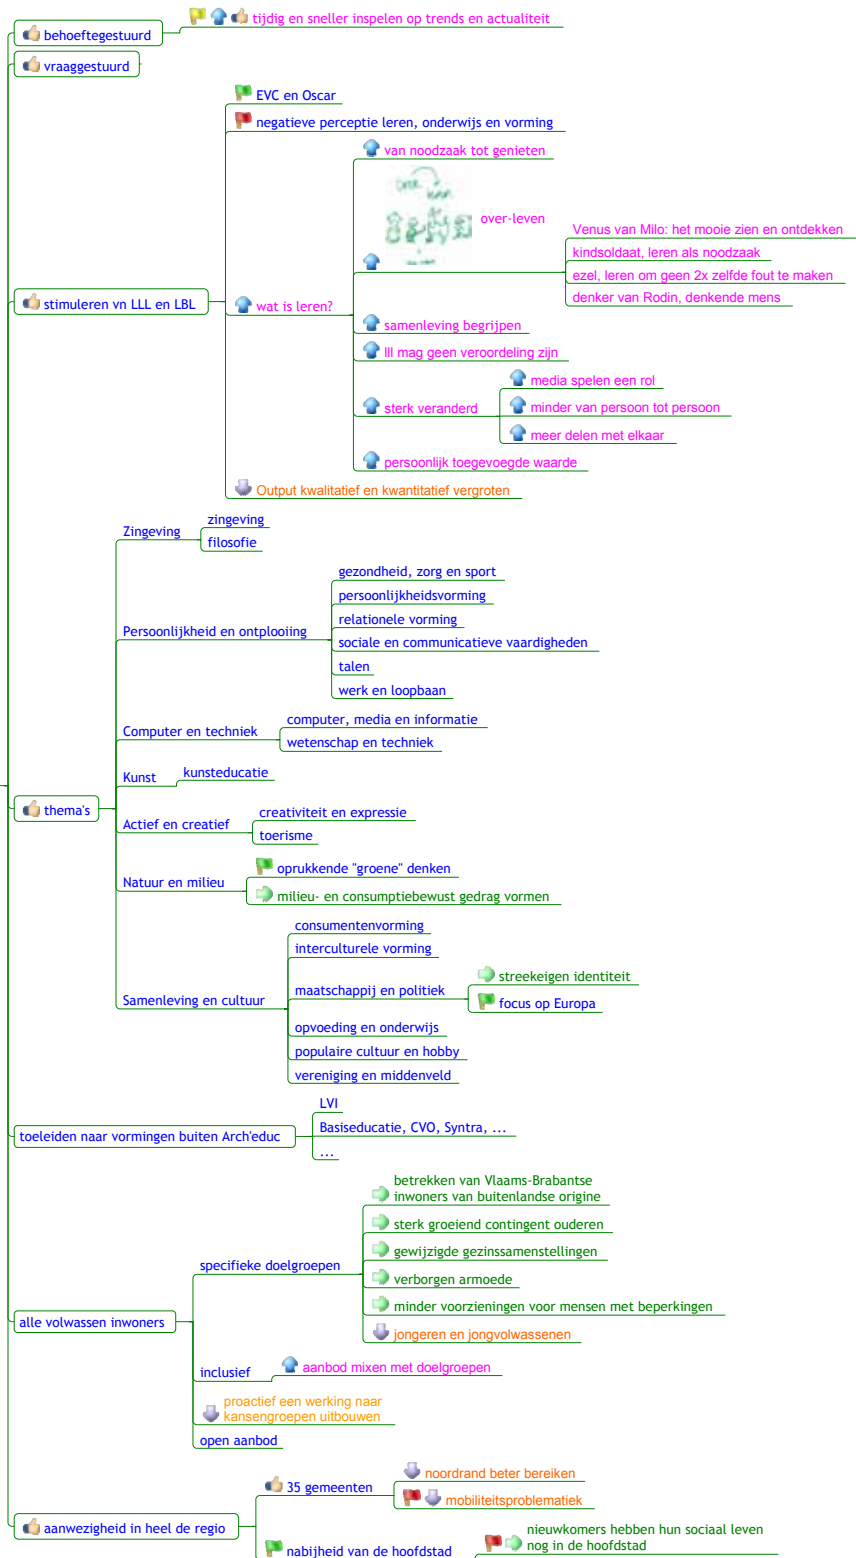 behoeftegestuurd
tijdig en sneller inspelen op trends en actualiteit
vraaggestuurd
stimuleren vn LLL en LBL
EVC en Oscar
negatieve perceptie leren, onderwijs en vorming
wat is leren?
van noodzaak tot genieten
over-leven
Venus van Milo: het mooie zien en ontdekken
kindsoldaat, leren als noodzaak
ezel, leren om geen 2x zelfde fout te maken
denker van Rodin, denkende mens
samenleving begrijpen
lll mag geen veroordeling zijn
sterk veranderd
media spelen een rol
minder van persoon tot persoon
meer delen met elkaar
persoonlijk toegevoegde waarde
Output kwalitatief en kwantitatief vergroten
thema's
Zingeving
zingeving
filosofie
Persoonlijkheid en ontplooiing
gezondheid, zorg en sport
persoonlijkheidsvorming
relationele vorming
sociale en communicatieve vaardigheden
talen
werk en loopbaan
Computer en techniek
computer, media en informatie
wetenschap en techniek
Kunst
kunsteducatie
Actief en creatief
creativiteit en expressie
toerisme
Natuur en milieu
oprukkende "groene" denken
milieu- en consumptiebewust gedrag vormen
Samenleving en cultuur
consumentenvorming
interculturele vorming
maatschappij en politiek
streekeigen identiteit
focus op Europa
opvoeding en onderwijs
populaire cultuur en hobby
vereniging en middenveld
toeleiden naar vormingen buiten Arch'educ
LVI
Basiseducatie, CVO, Syntra, ...
...
alle volwassen inwoners
specifieke doelgroepen
betrekken van Vlaams-Brabantse
inwoners van buitenlandse origine
sterk groeiend contingent ouderen
gewijzigde gezinssamenstellingen
verborgen armoede
minder voorzieningen voor mensen met beperkingen
jongeren en jongvolwassenen
inclusief
aanbod mixen met doelgroepen
proactief een werking naar
kansengroepen uitbouwen
open aanbod
aanwezigheid in heel de regio
35 gemeenten
noordrand beter bereiken
mobiliteitsproblematiek
nabijheid van de hoofdstad
nieuwkomers hebben hun sociaal leven
nog in de hoofdstad